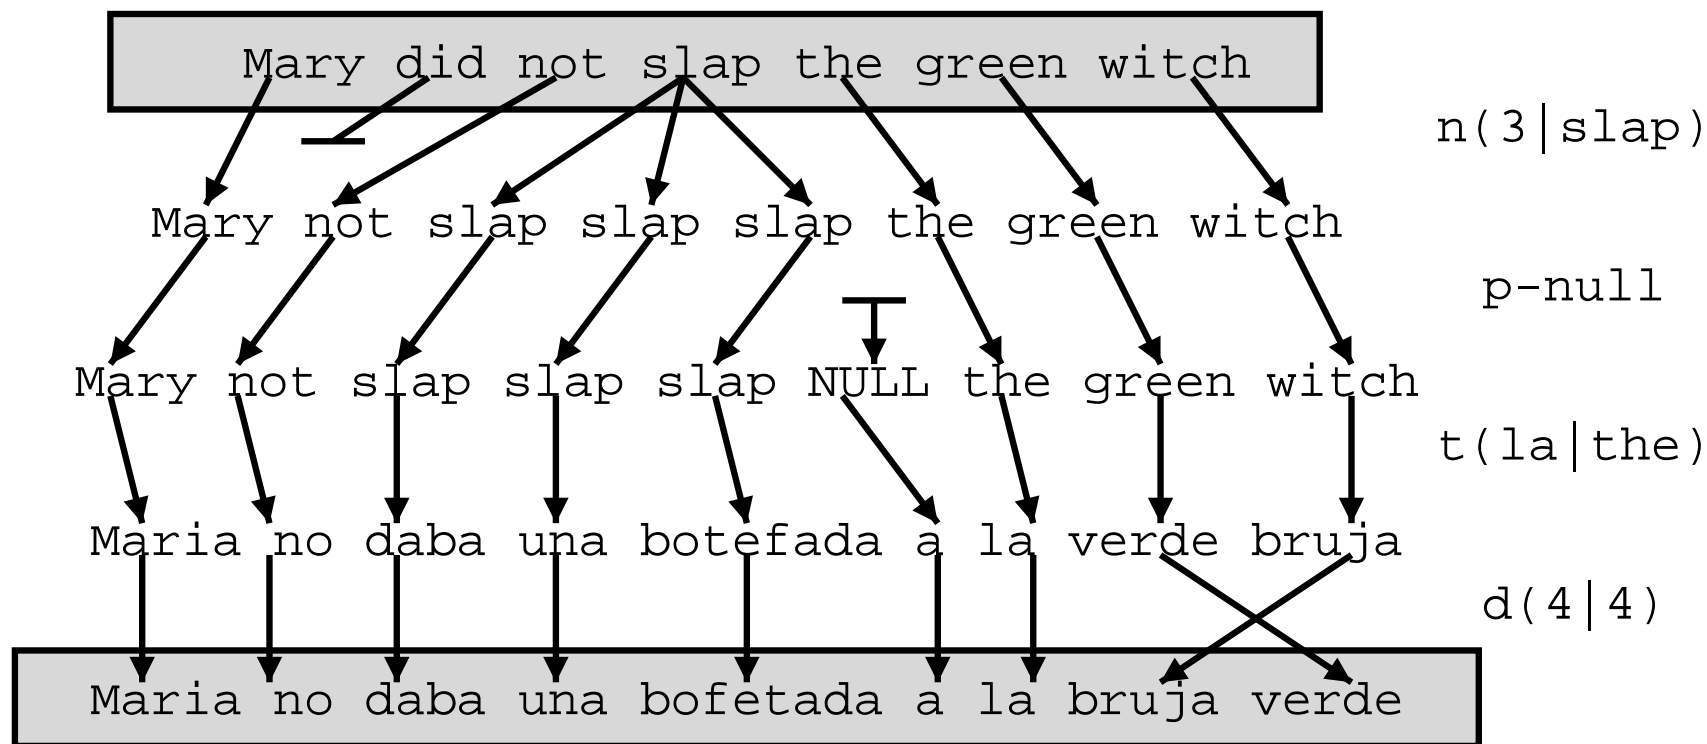 Mary did not slap the green witch
n(3|slap)
Mary not slap slap slap the green witch
p-null
Mary not slap slap slap NULL the green witch
t(la|the)
Maria no daba una botefada a la verde bruja
d(4|4)
Maria no daba una bofetada a la bruja verde